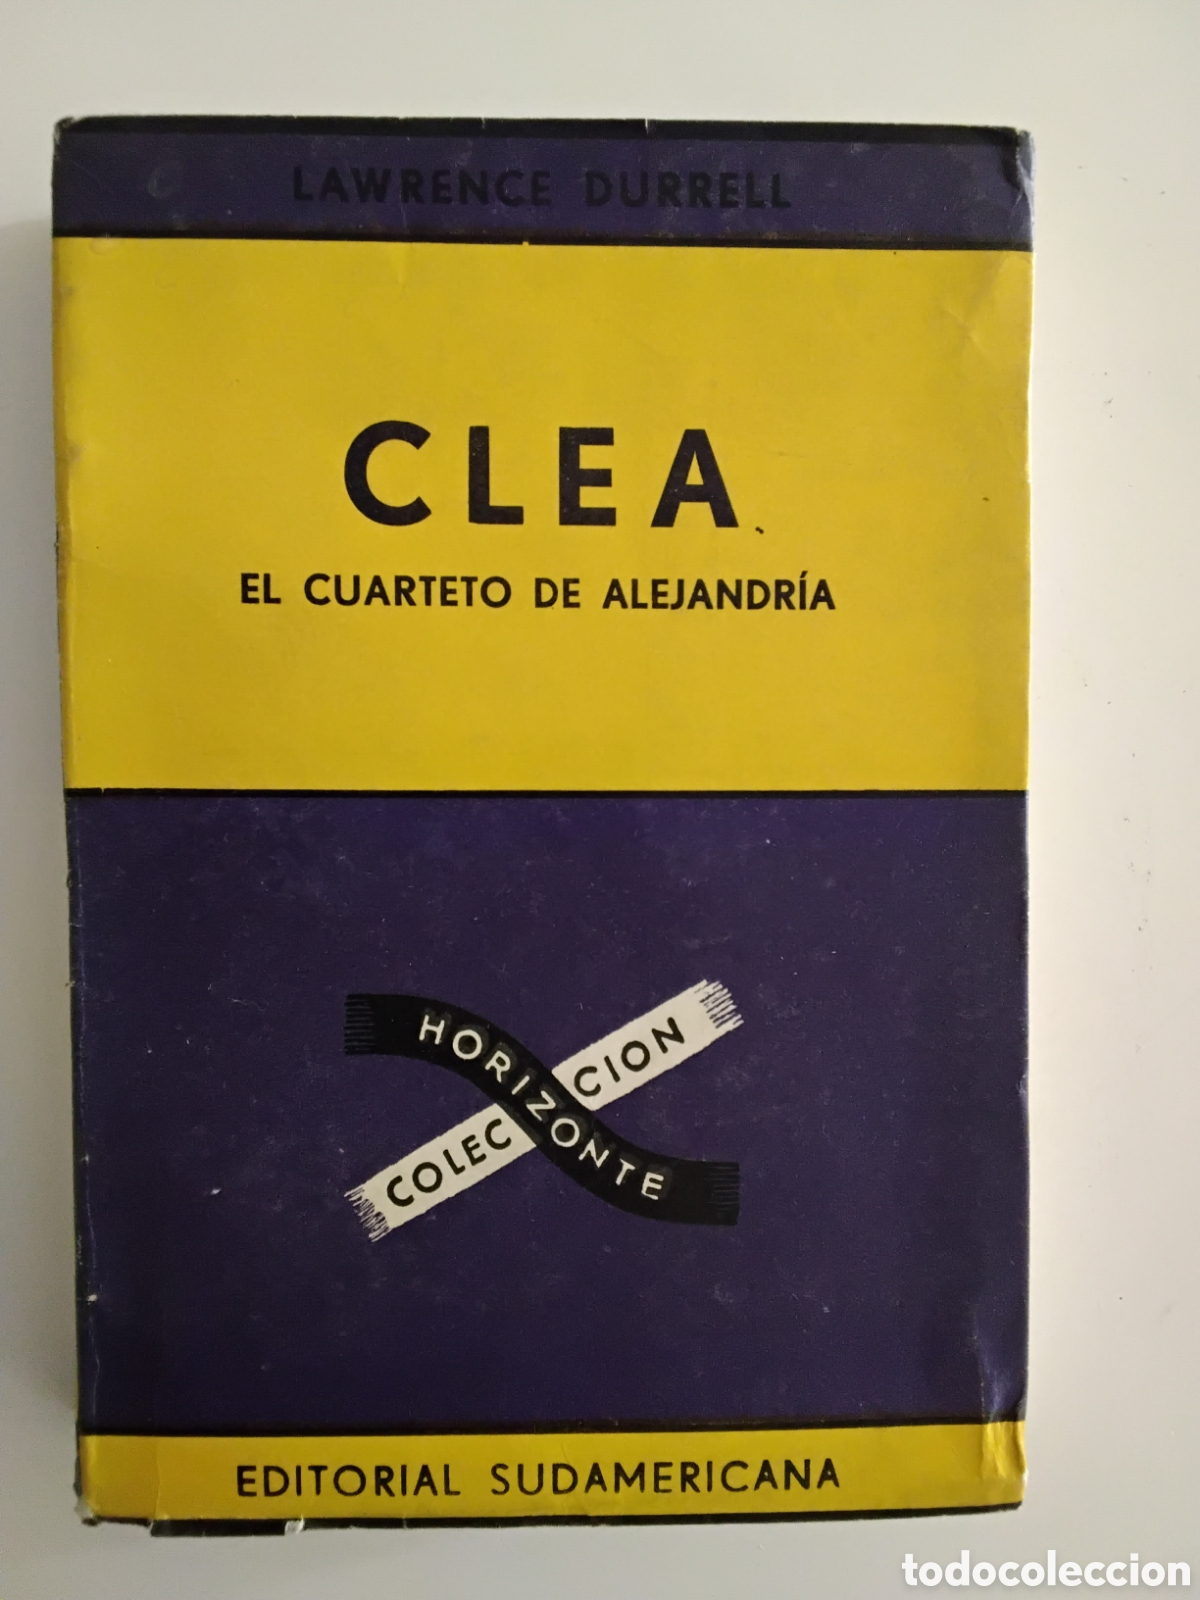 LAWRENCE DURRELL
CLEA
EL CUARTETO DE ALEJANDRÍA
HORIZONTE
COLECCION
EDITORIAL SUDAMERICANA
todocoleccion